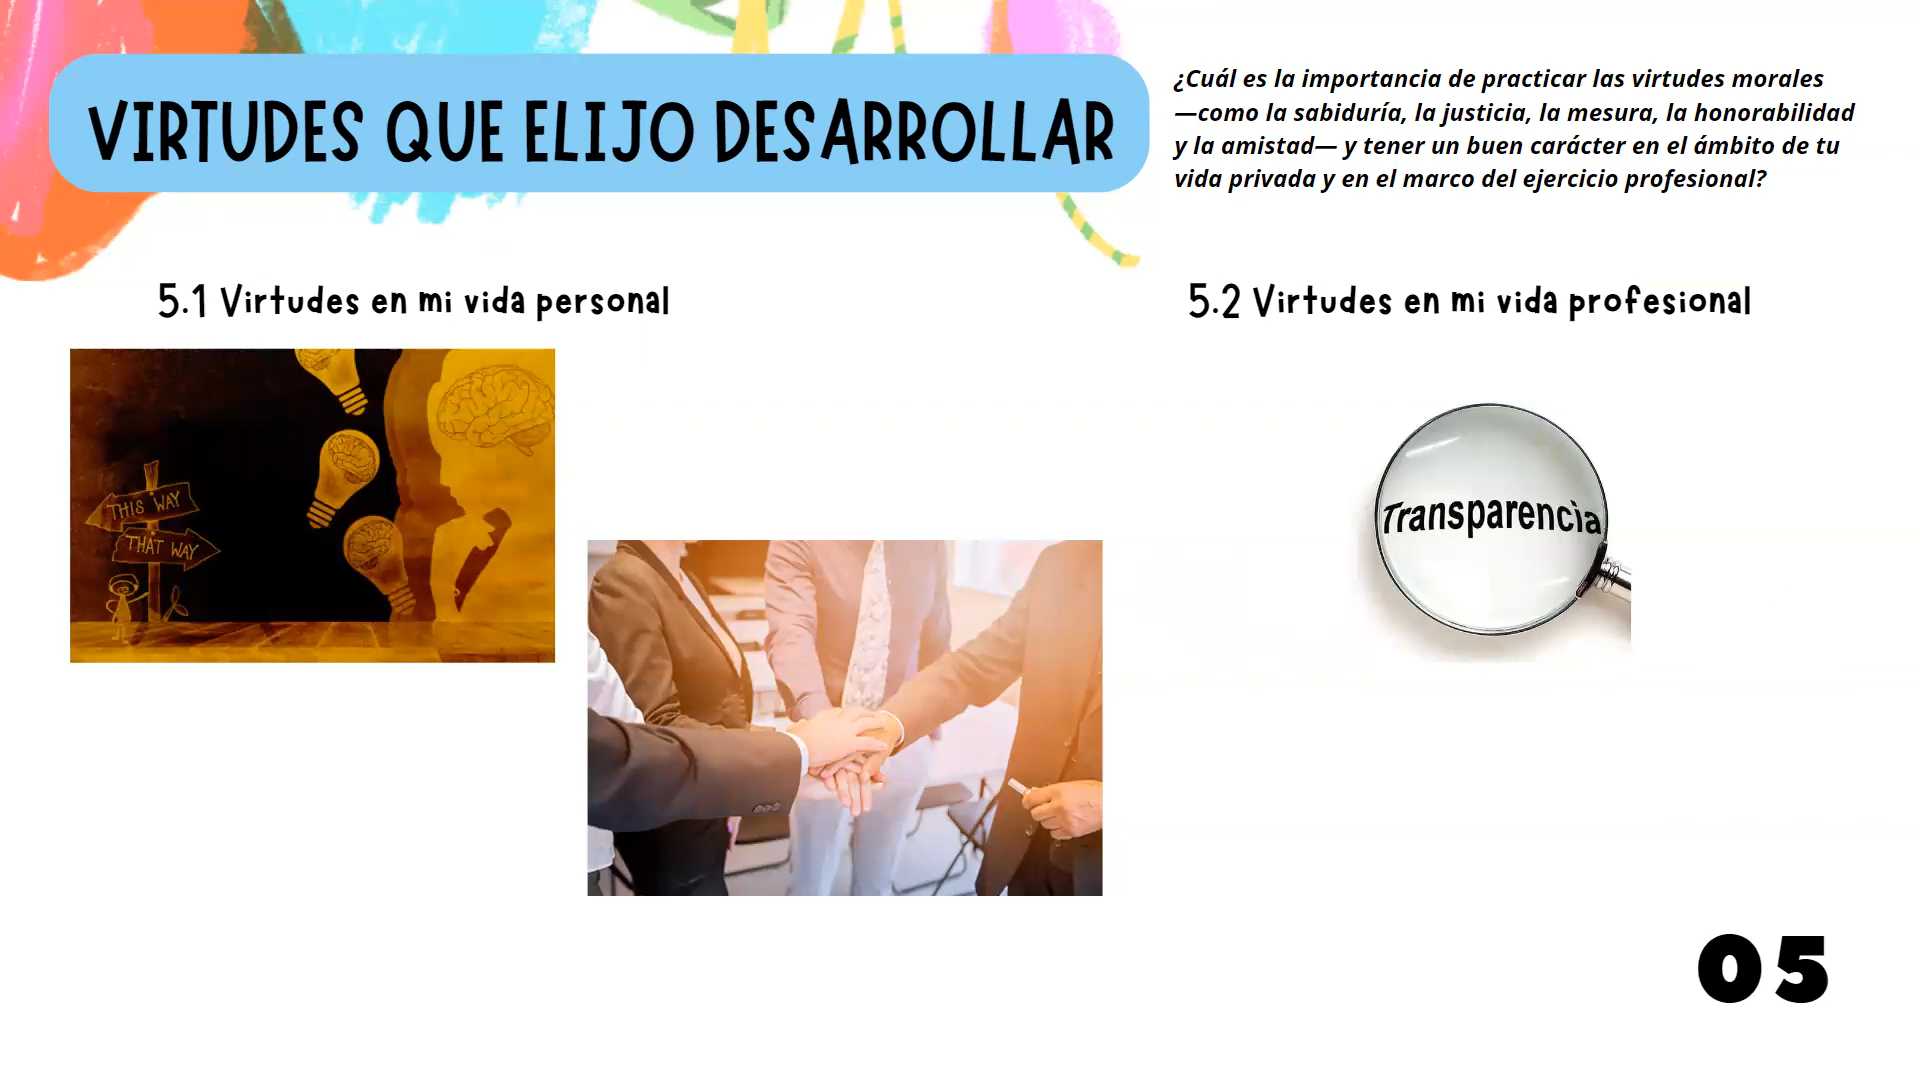 VIRTUDES QUE ELIJO DESARROLLAR
¿Cuál es la importancia de practicar las virtudes morales
—como la sabiduría, la justicia, la mesura, la honorabilidad
y la amistad— y tener un buen carácter en el ámbito de tu
vida privada y en el marco del ejercicio profesional?
5.1 Virtudes en mi vida personal
5.2 Virtudes en mi vida profesional
THIS WAY
THAT WAY
Transparencia
05